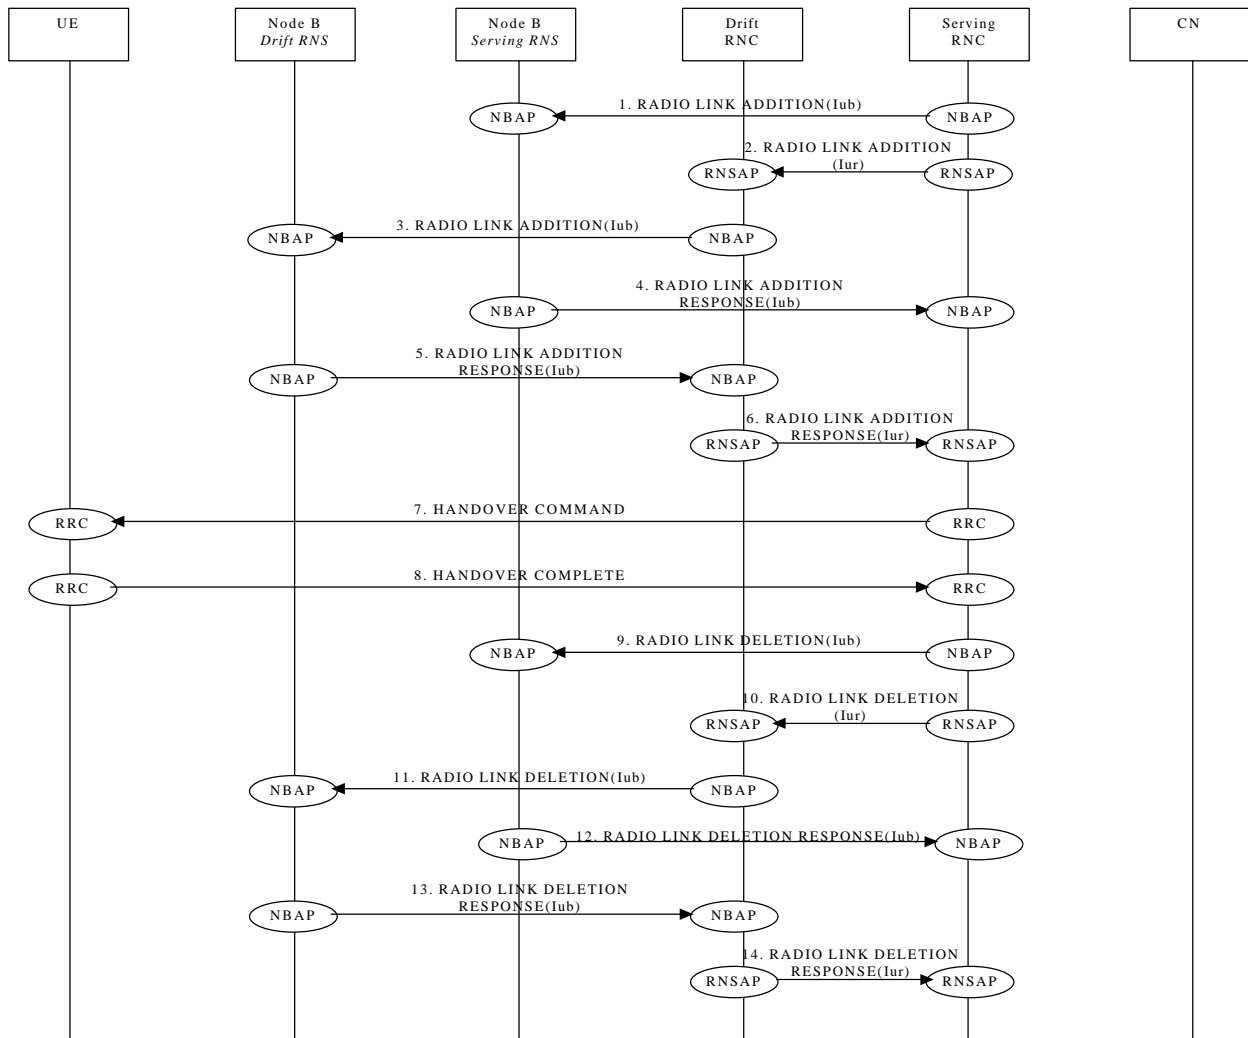 UE
Node B
Drift RNS
Node B
Serving RNS
Drift
RNC
Serving
RNC
CN
1. RADIO LINK ADDITION(Iub)
NBAP
NBAP
2. RADIO LINK ADDITION
(Iur)
RNSAP
RNSAP
3. RADIO LINK ADDITION(Iub)
NBAP
NBAP
4. RADIO LINK ADDITION
RESPONSE(Iub)
NBAP
NBAP
5. RADIO LINK ADDITION
RESPONSE(Iub)
NBAP
NBAP
6. RADIO LINK ADDITION
RESPONSE(Iur)
RNSAP
RNSAP
7. HANDOVER COMMAND
RRC
RRC
8. HANDOVER COMPLETE
RRC
RRC
9. RADIO LINK DELETION(Iub)
NBAP
NBAP
10. RADIO LINK DELETION
(Iur)
RNSAP
RNSAP
11. RADIO LINK DELETION(Iub)
NBAP
NBAP
12. RADIO LINK DELETION RESPONSE(Iub)
NBAP
NBAP
13. RADIO LINK DELETION
RESPONSE(Iub)
NBAP
NBAP
14. RADIO LINK DELETION
RESPONSE(Iur)
RNSAP
RNSAP